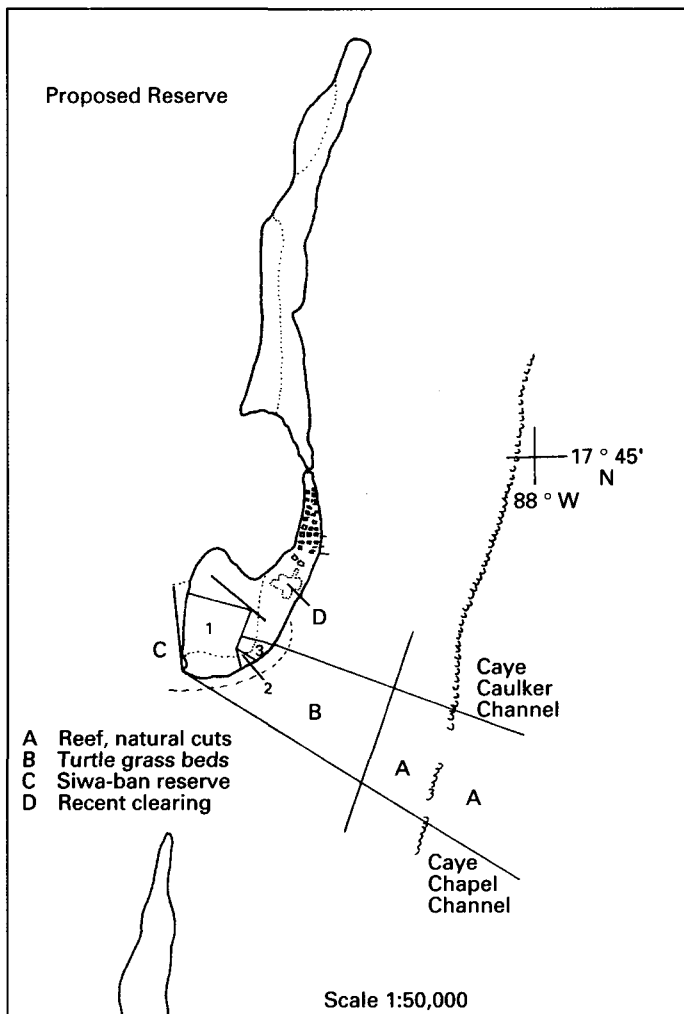 Proposed Reserve
17 ° 45'
N
88 ° W
D
1
C
3
2
B
Caye
Caulker
Channel
A Reef, natural cuts
B Turtle grass beds
C Siwa-ban reserve
D Recent clearing
A
A
Caye
Chapel
Channel
Scale 1:50,000